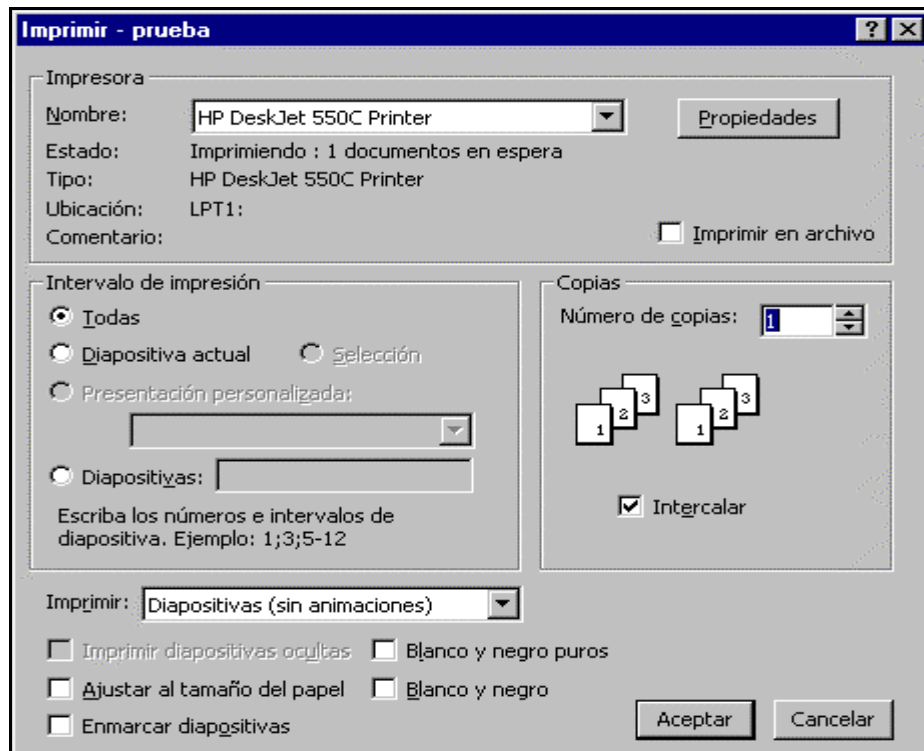 Imprimir - prueba
Impresora
Nombre: HP DeskJet 550C Printer Propiedades
Estado: Imprimiendo : 1 documentos en espera
Tipo: HP DeskJet 550C Printer
Ubicación: LPT1:
Comentario: Imprimir en archivo
Intervalo de impresión
Todas
Diapositiva actual Selección
Presentación personalizada:
Diapositivas:
Escriba los números e intervalos de
diapositiva. Ejemplo: 1;3;5-12
Copias
Número de copias: 1
1 2 3 1 2 3
Intercalar
Imprimir: Diapositivas (sin animaciones)
Imprimir diapositivas ocultas Blanco y negro puros
Ajustar al tamaño del papel Blanco y negro
Enmarcar diapositivas
Aceptar Cancelar